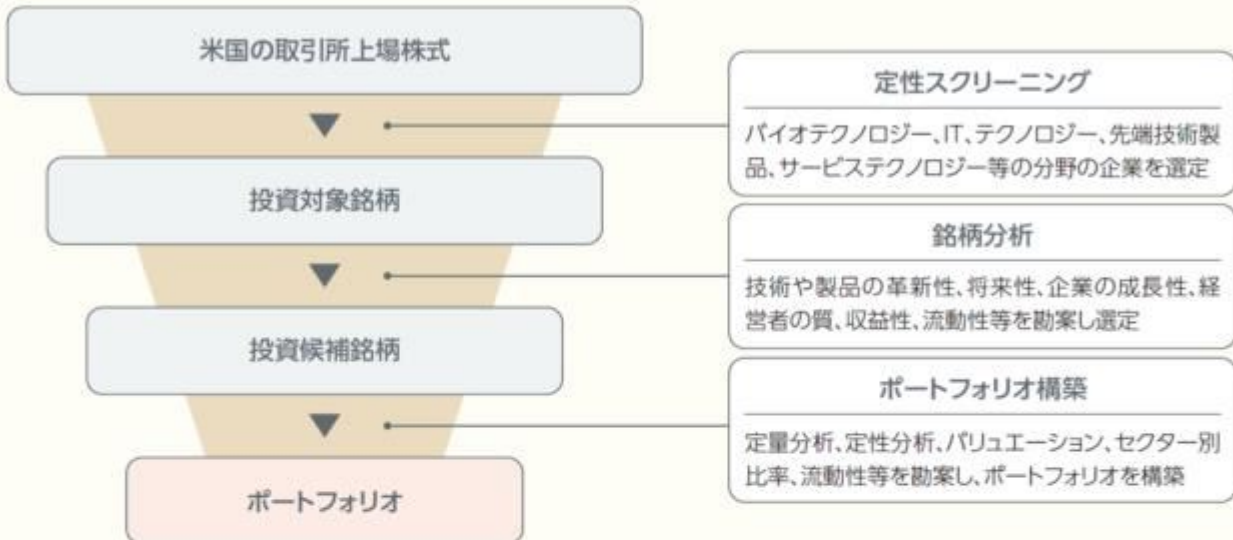 米国の取引所上場株式
定性スクリーニング
バイオテクノロジー、IT、テクノロジー、先端技術製
品、サービステクノロジー等の分野の企業を選定
投資対象銘柄
銘柄分析
技術や製品の革新性、将来性、企業の成長性、経
営者の質、収益性、流動性等を勘案し選定
投資候補銘柄
ポートフォリオ構築
定量分析、定性分析、バリュエーション、セクター別
比率、流動性等を勘案し、ポートフォリオを構築
ポートフォリオ